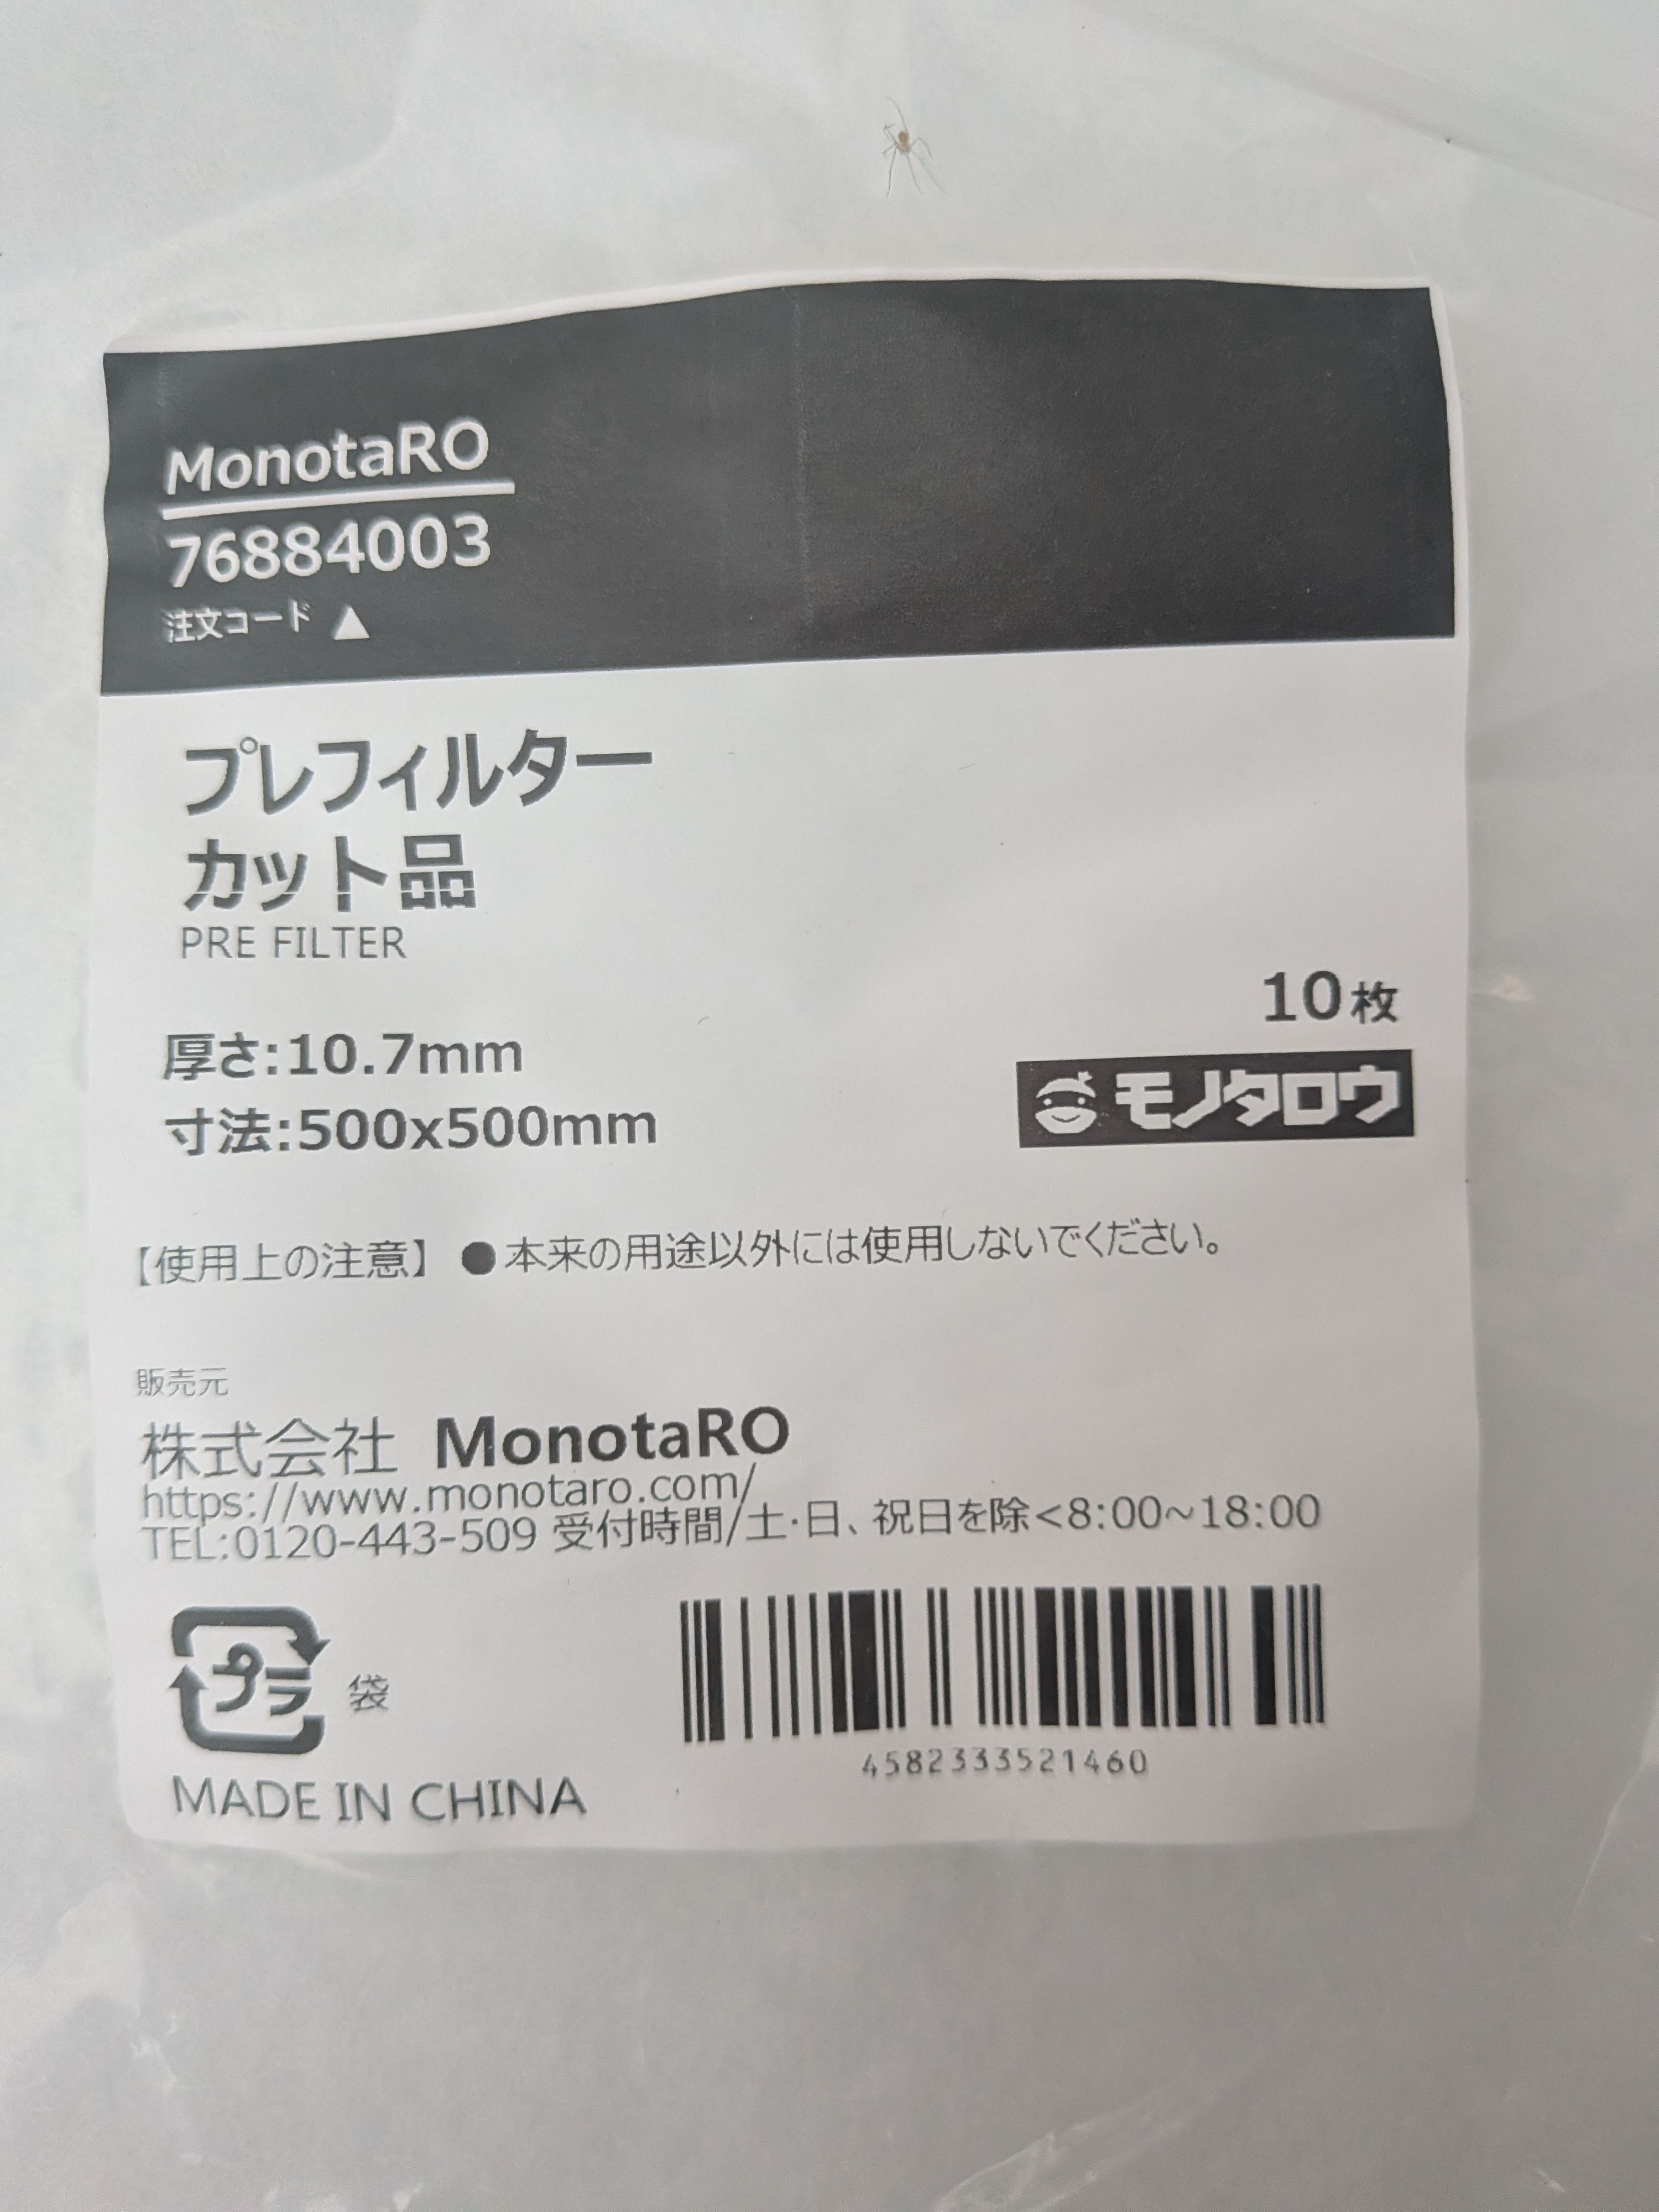 MonotaRO
76884003
注文コード ▲
プレフィルター
カット品
PRE FILTER
10枚
厚さ:10.7mm
寸法:500x500mm
モノタロウ
【使用上の注意】 ●本来の用途以外には使用しないでください。
販売元
株式会社 MonotaRO
https://www.monotaro.com/
TEL:0120-443-509 受付時間/土・日、祝日を除<8:00~18:00
プラ 袋
4582333521460
MADE IN CHINA